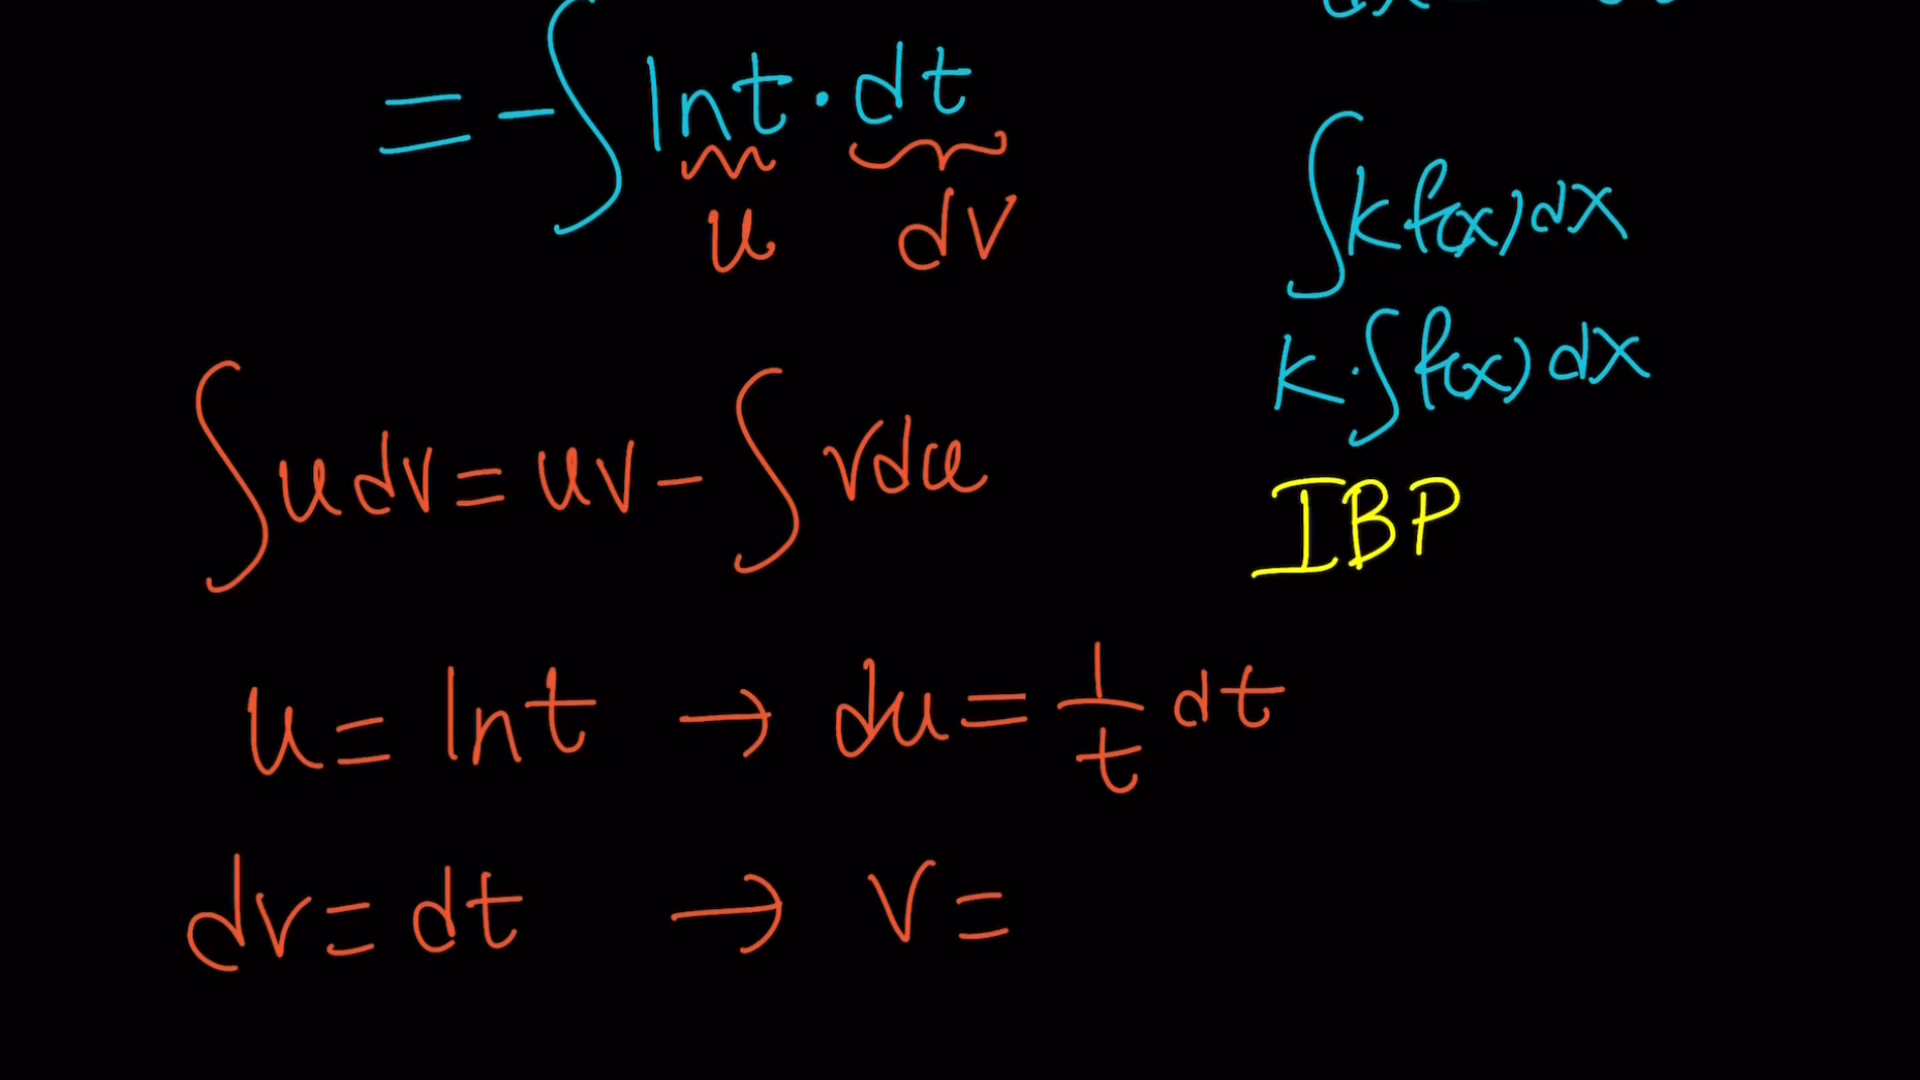 = -∫ ln t · dt
u dv
∫ k f(x) dx
k · ∫ f(x) dx
∫ u dv = uv - ∫ v du
IBP
u = ln t → du = 1/t dt
dv = dt → v =